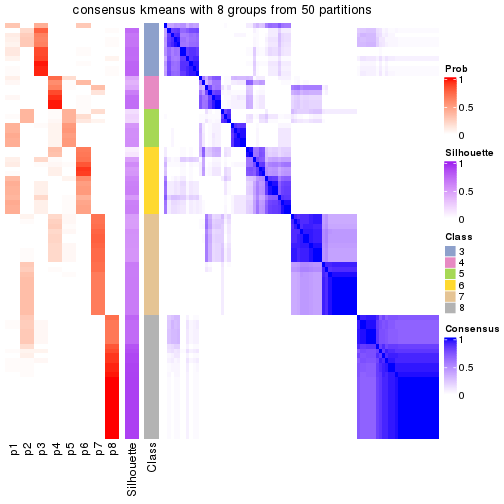 consensus kmeans with 8 groups from 50 partitions
Prob
1
0.5
0
Silhouette
1
0.5
0
Class
3
4
5
6
7
8
Consensus
1
0.5
0
p1
p2
p3
p4
p5
p6
p7
p8
Silhouette
Class